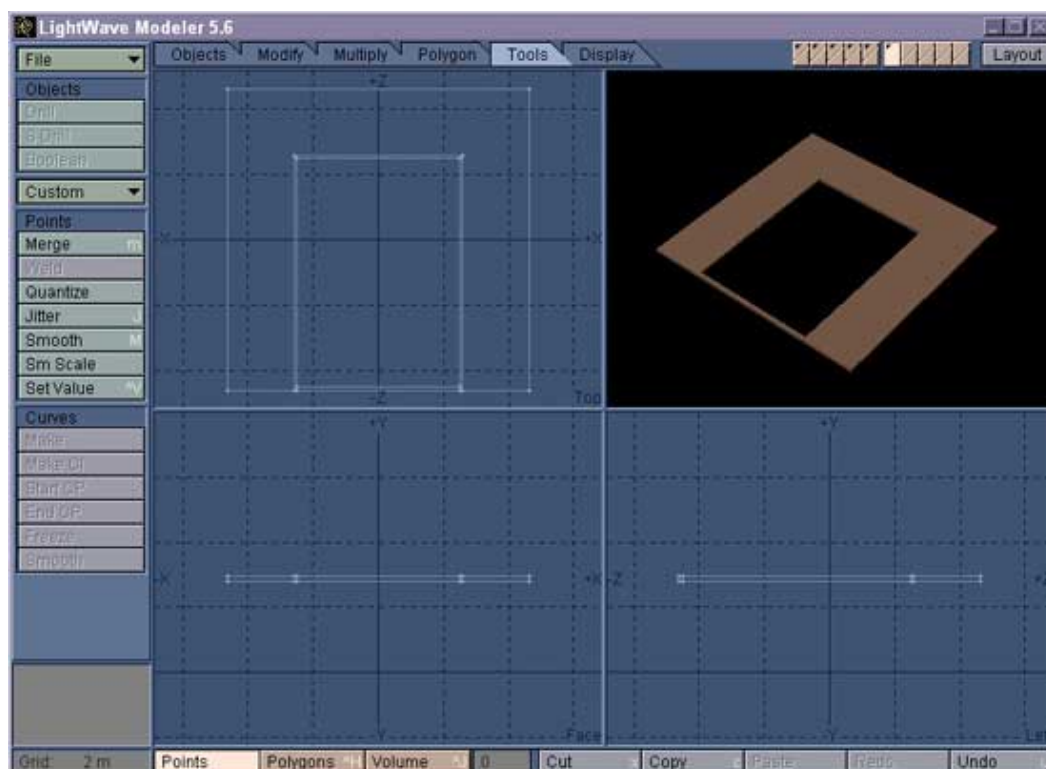 LightWave Modeler 5.6
File
Objects Modify Multiply Polygon Tools Display
Layout
Objects
Drill
S Drill
Boolean
Custom
Points
Merge m
Weld
Quantize
Jitter J
Smooth M
Sm Scale
Set Value ^V
Curves
Make
Make Cl
Start CP
End CP
Freeze
Smooth
+Z
-X +X
-Z
Top
+Y
-X +X
-Y
Face
+Y
-Z
-Y
Grid: 2 m
Points Polygons ^H Volume 0 Cut Copy Paste Redo Undo